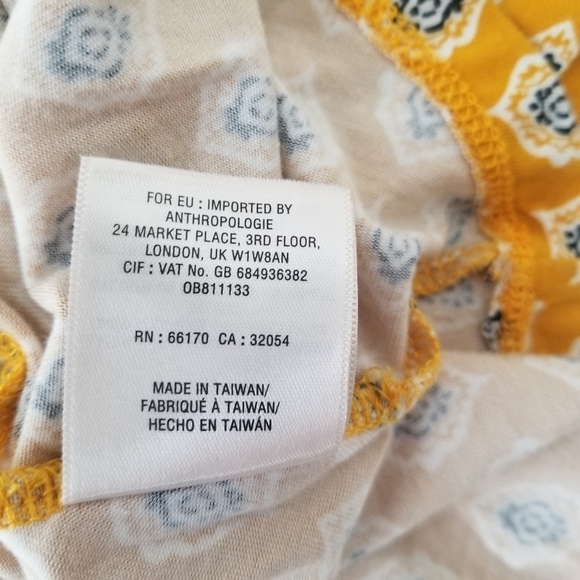 FOR EU : IMPORTED BY
ANTHROPOLOGIE
24 MARKET PLACE, 3RD FLOOR,
LONDON, UK W1W8AN
CIF : VAT No. GB 684936382
OB811133
RN : 66170 CA : 32054
MADE IN TAIWAN/
FABRIQUÉ À TAIWAN/
HECHO EN TAIWÁN